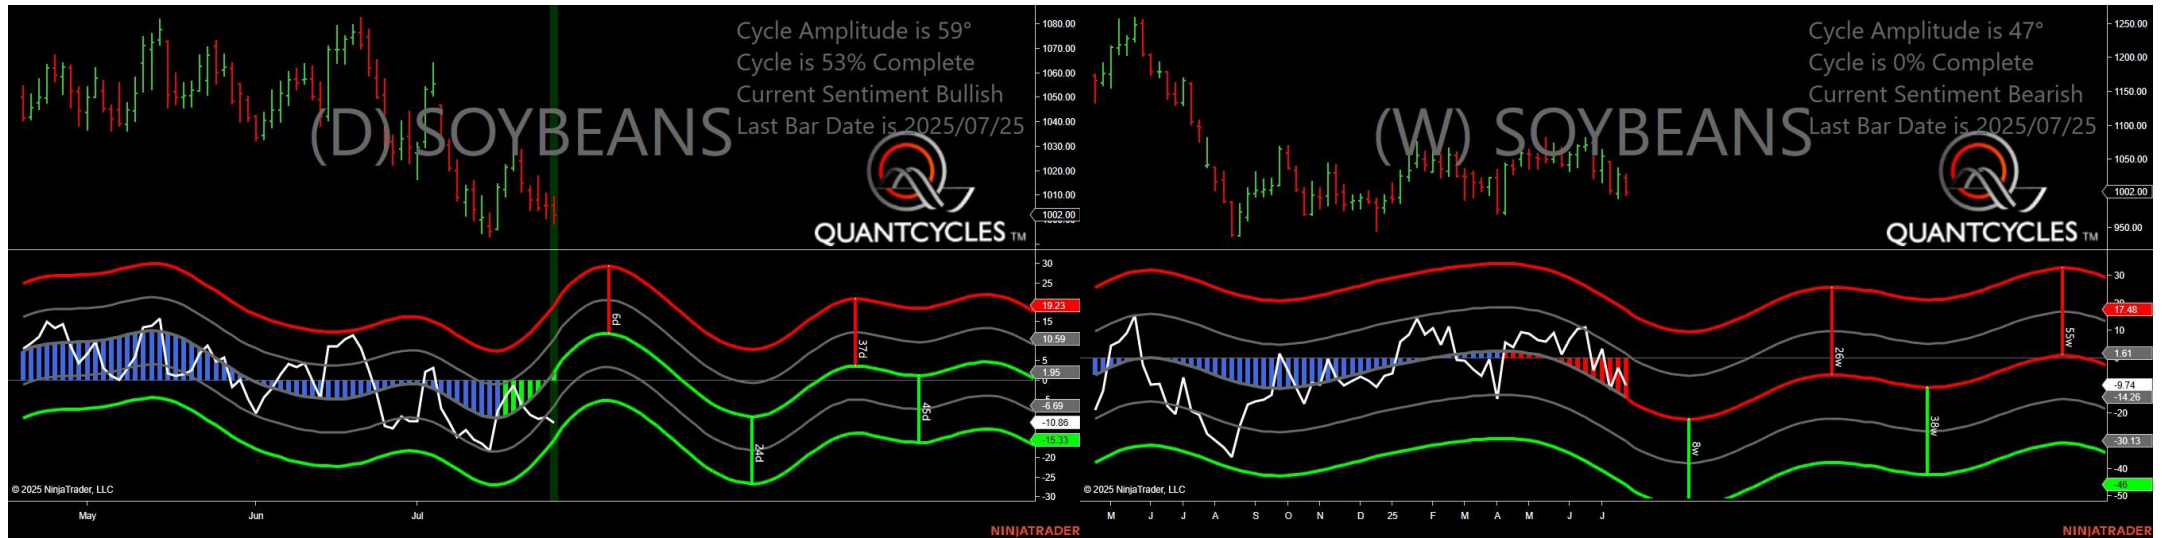 Cycle Amplitude is 59°
Cycle is 53% Complete
Current Sentiment Bullish
Last Bar Date is 2025/07/25
(D) SOYBEANS
QUANTCYCLES TM
1080.00
1070.00
1060.00
1050.00
1040.00
1030.00
1020.00
1010.00
1002.00
30
25
19.23
15
10.59
5
1.95
0
-6.69
-10.86
-15.33
-20
-25
-30
6d
24d
37d
45d
© 2025 NinjaTrader, LLC
May Jun Jul
NINJATRADER
Cycle Amplitude is 47°
Cycle is 0% Complete
Current Sentiment Bearish
Last Bar Date is 2025/07/25
(W) SOYBEANS
QUANTCYCLES TM
1250.00
1200.00
1150.00
1100.00
1050.00
1002.00
950.00
30
17.48
10
1.61
-9.74
-14.26
-20
-30.13
-40
-46
-50
8w
26w
38w
55w
© 2025 NinjaTrader, LLC
M J J A S O N D 25 F M A M J J
NINJATRADER